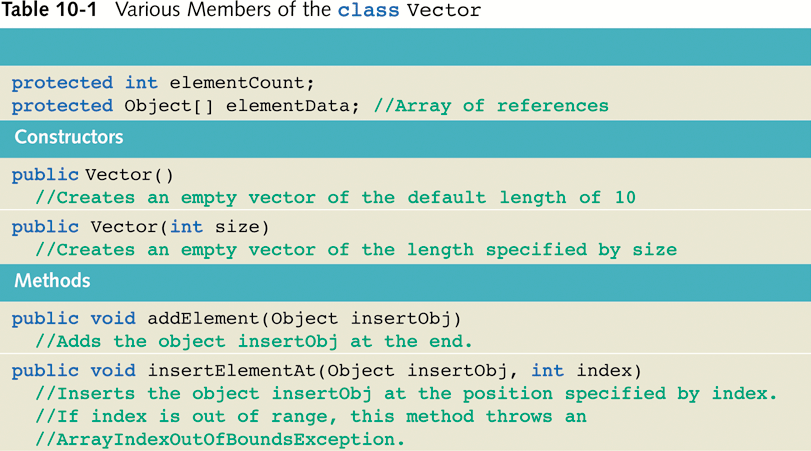 Table 10-1 Various Members of the class Vector
protected int elementCount;
protected Object[] elementData; //Array of references
Constructors
public Vector()
//Creates an empty vector of the default length of 10
public Vector(int size)
//Creates an empty vector of the length specified by size
Methods
public void addElement(Object insertObj)
//Adds the object insertObj at the end.
public void insertElementAt(Object insertObj, int index)
//Inserts the object insertObj at the position specified by index.
//If index is out of range, this method throws an
//ArrayIndexOutOfBoundsException.